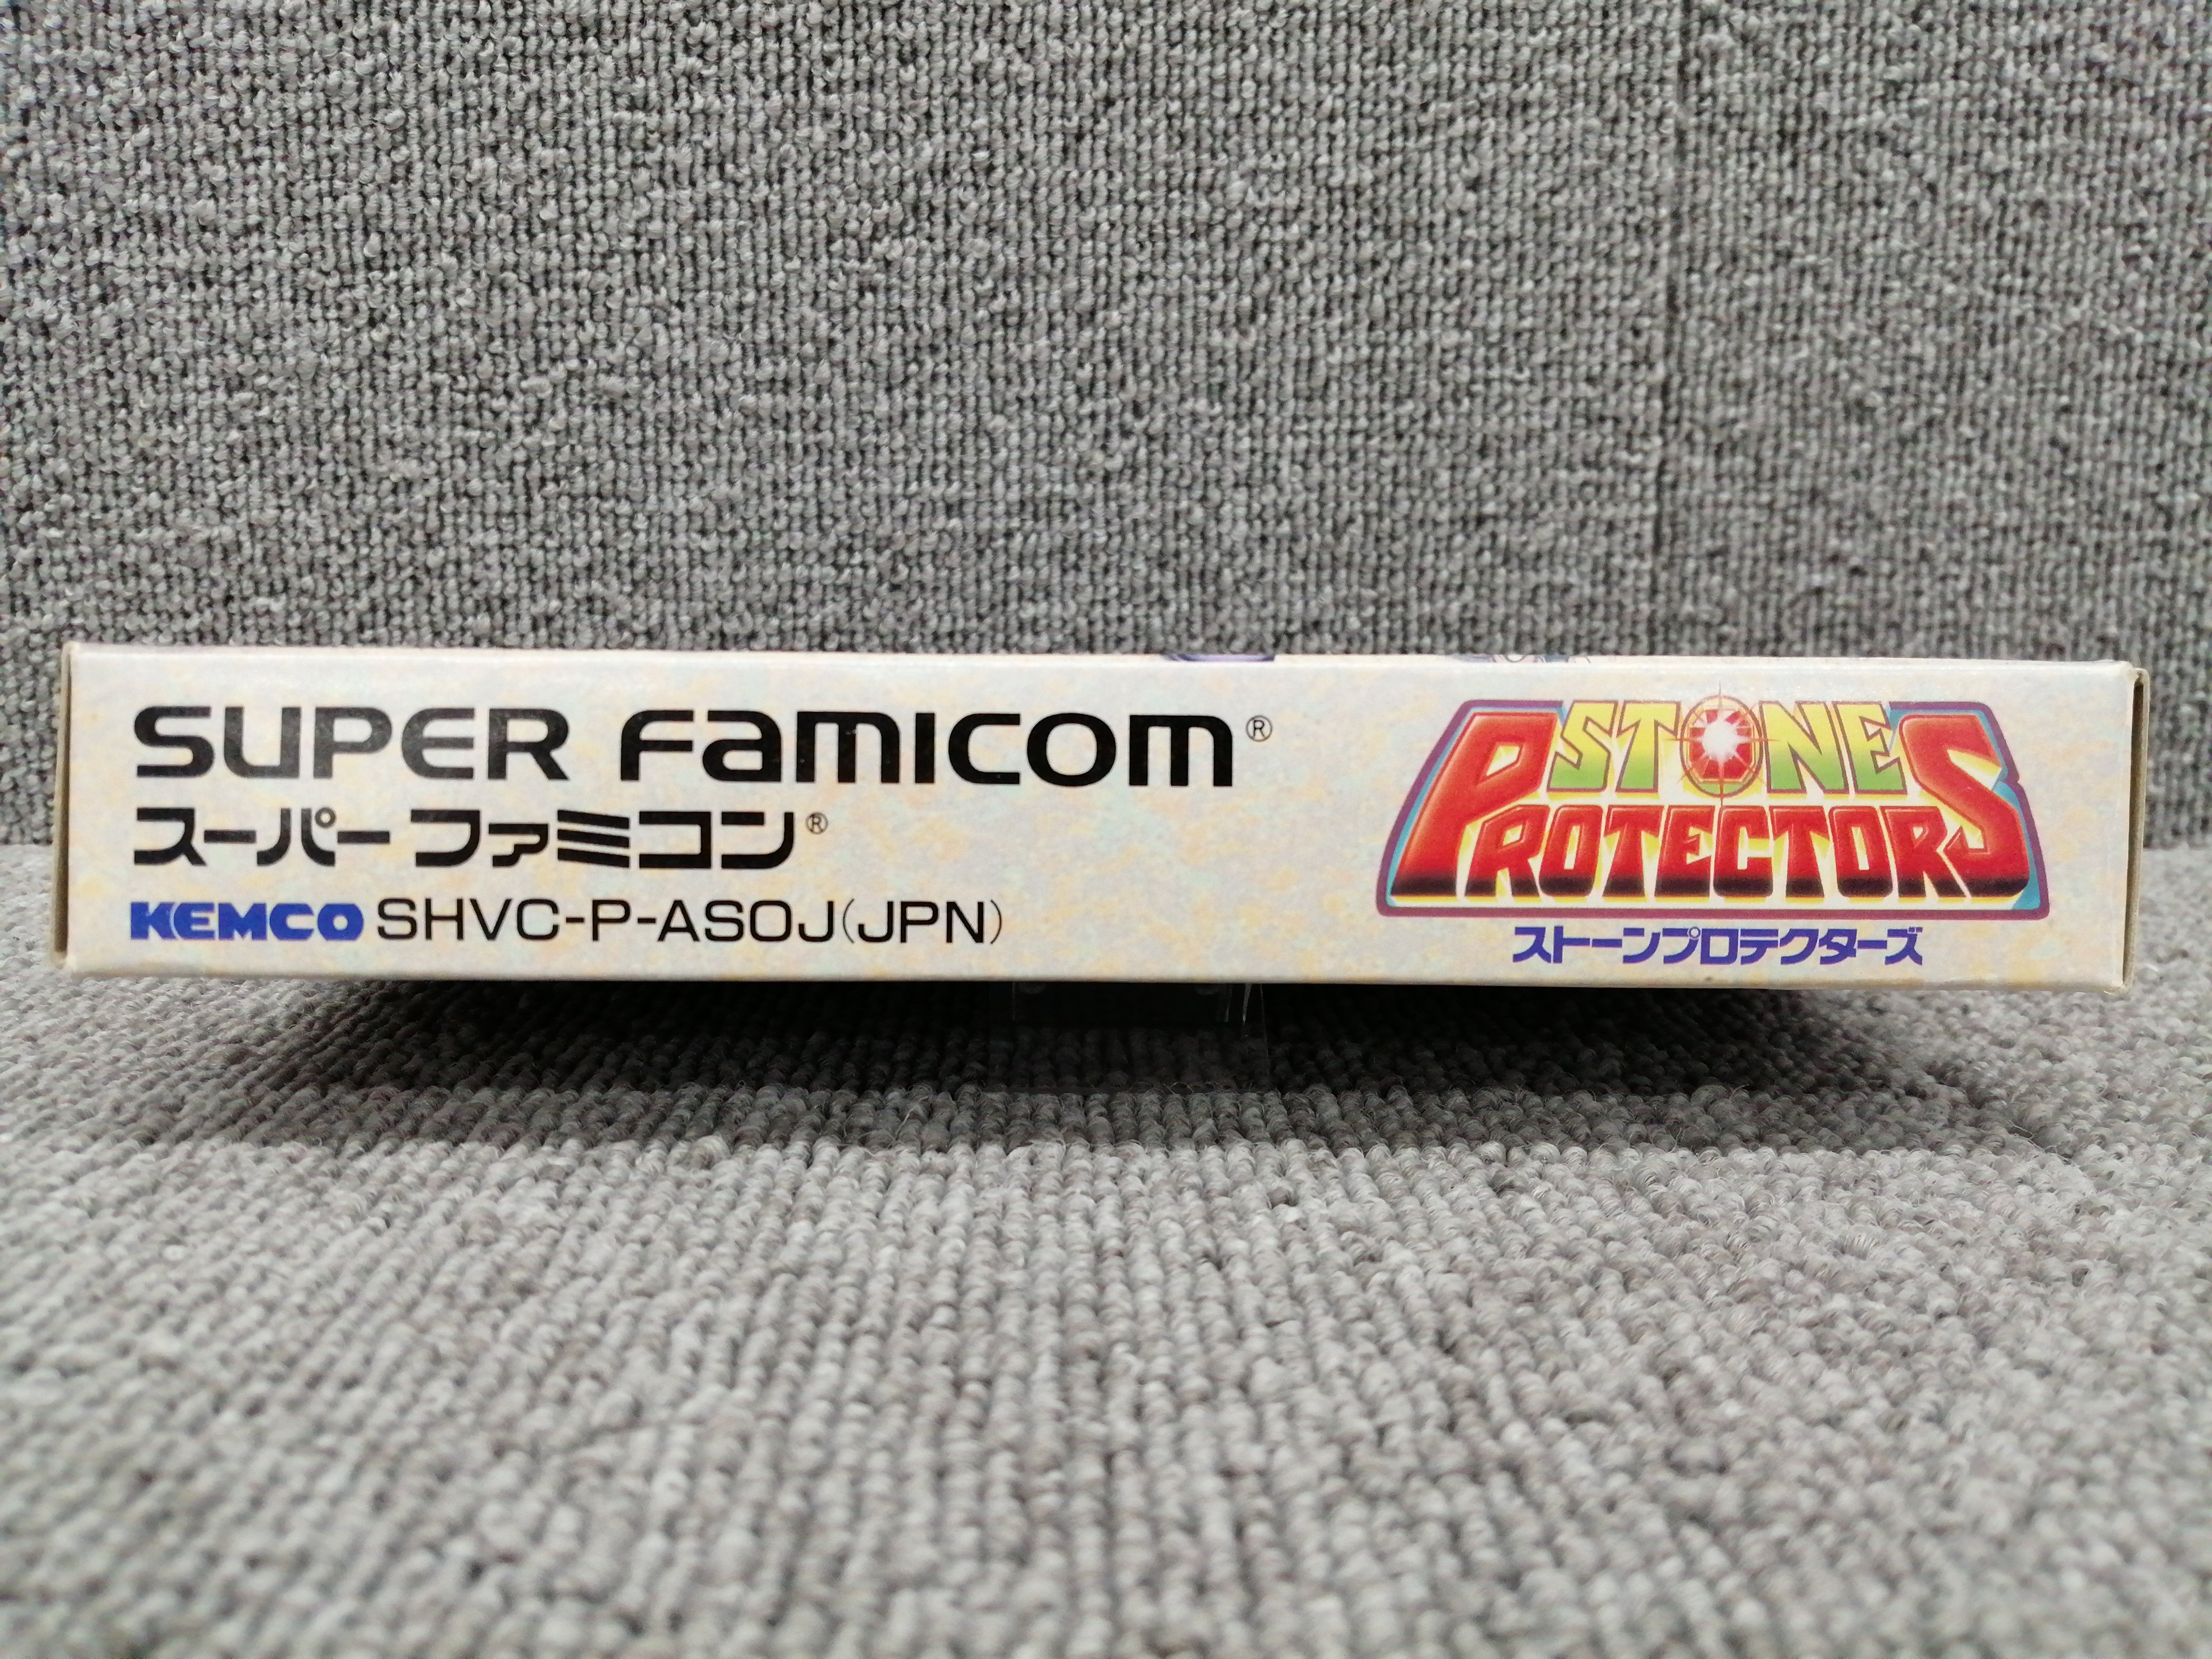 SUPER FAMICOM®
スーパーファミコン®
KEMCO SHVC-P-ASOJ(JPN)
STONE
PROTECTORS
ストーンプロテクターズ